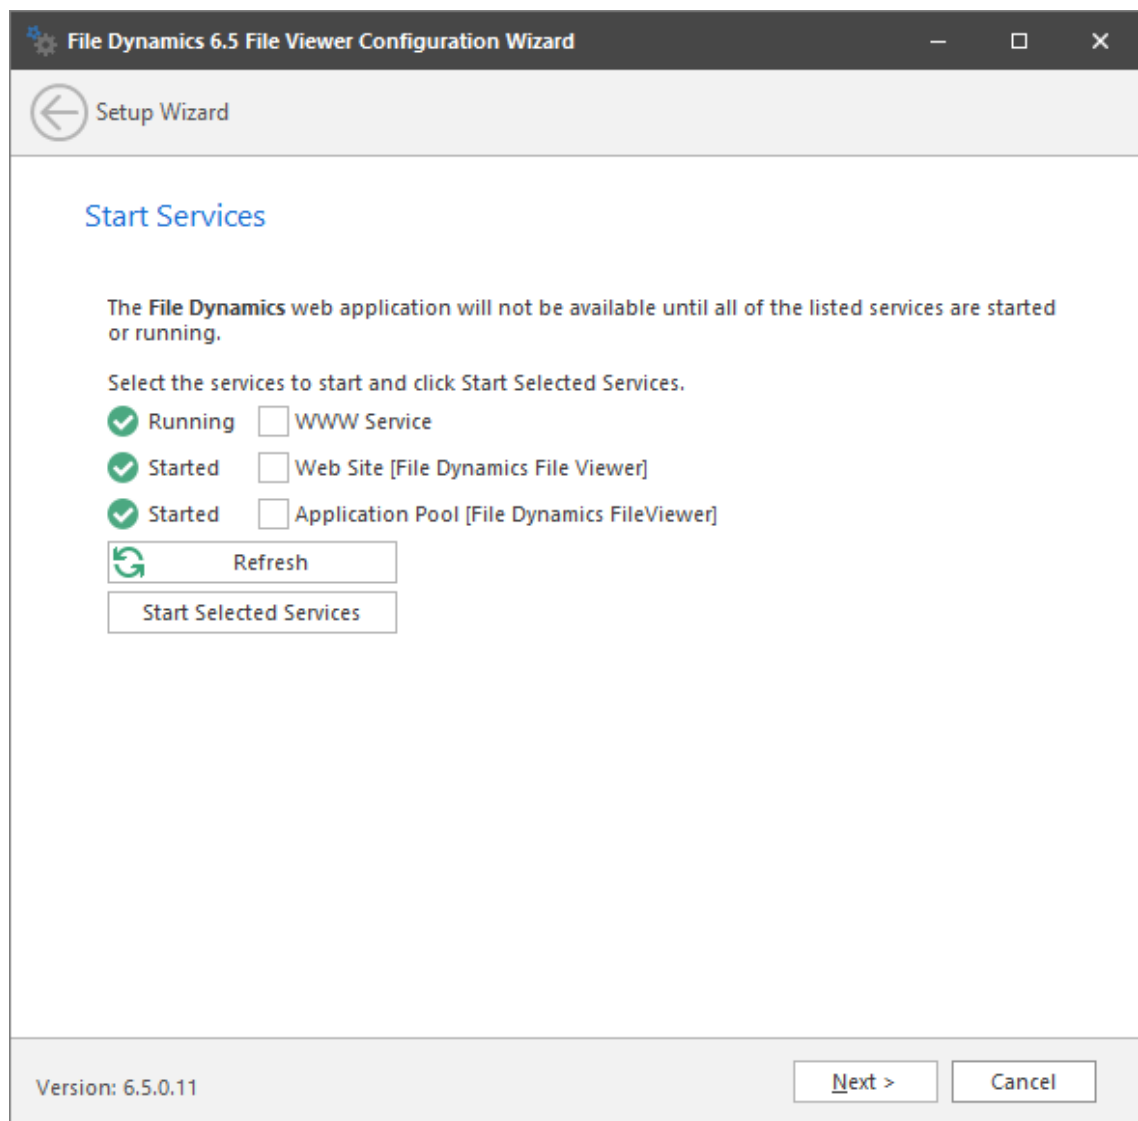 File Dynamics 6.5 File Viewer Configuration Wizard
Setup Wizard
Start Services
The File Dynamics web application will not be available until all of the listed services are started
or running.
Select the services to start and click Start Selected Services.
Running WWW Service
Started Web Site [File Dynamics File Viewer]
Started Application Pool [File Dynamics FileViewer]
Refresh
Start Selected Services
Version: 6.5.0.11 Next > Cancel